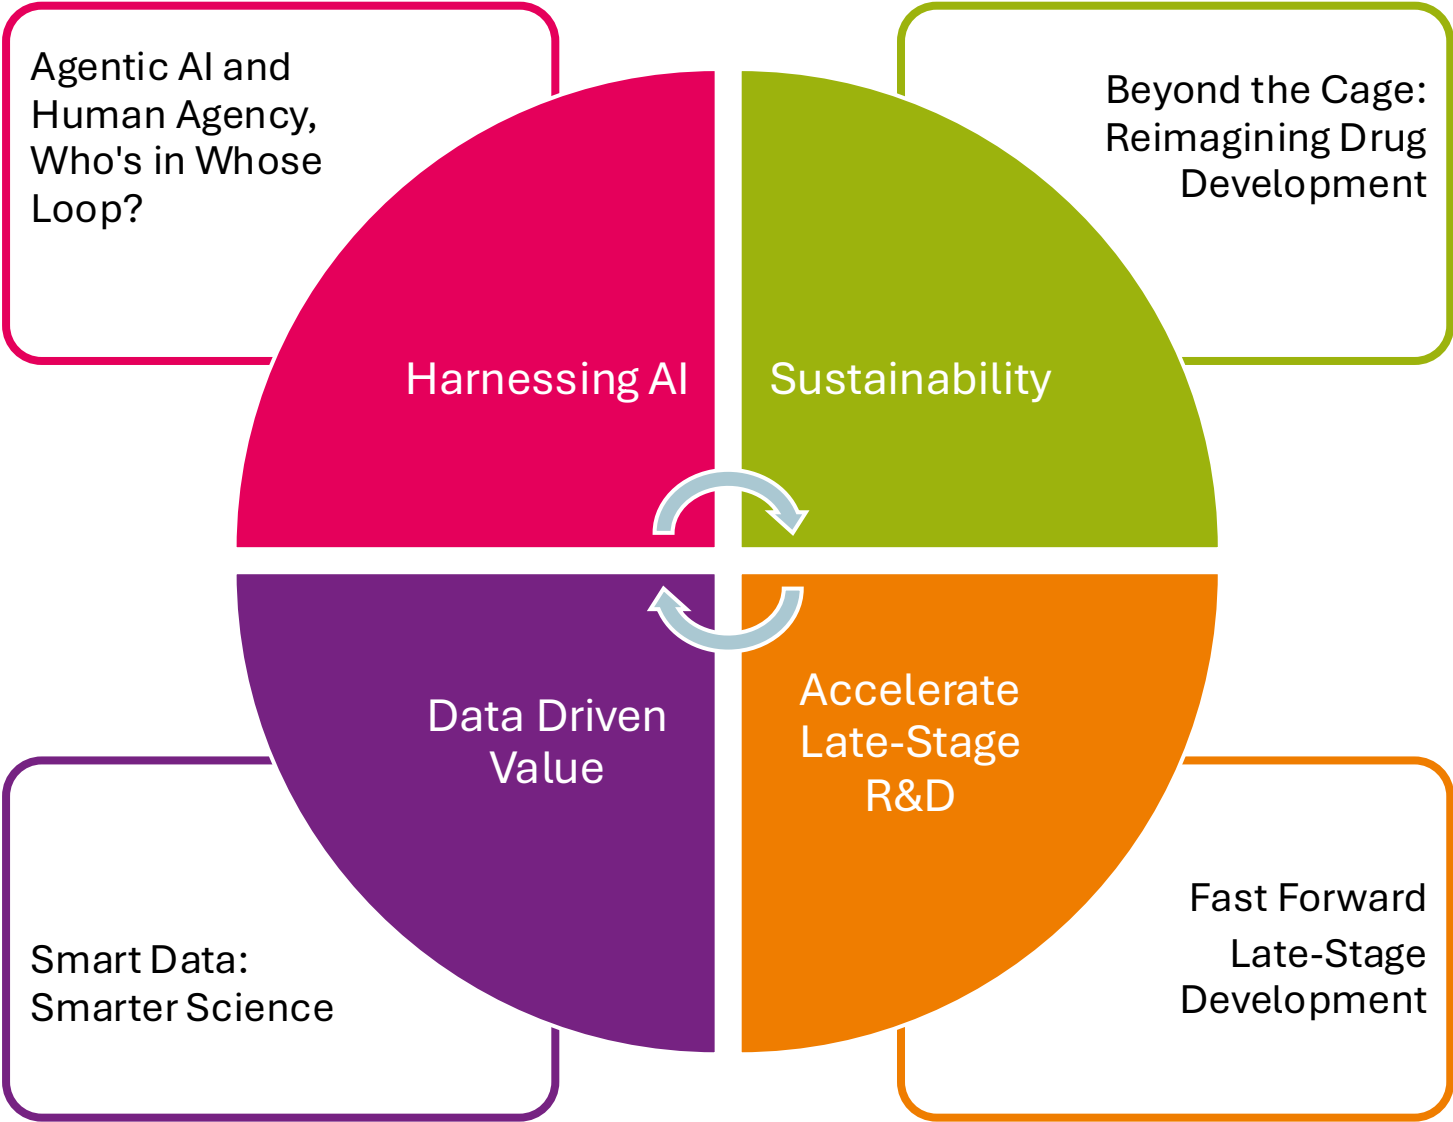 Agentic AI and
Human Agency,
Who's in Whose
Loop?
Beyond the Cage:
Reimagining Drug
Development
Harnessing AI
Sustainability
Data Driven
Value
Accelerate
Late-Stage
R&D
Smart Data:
Smarter Science
Fast Forward
Late-Stage
Development